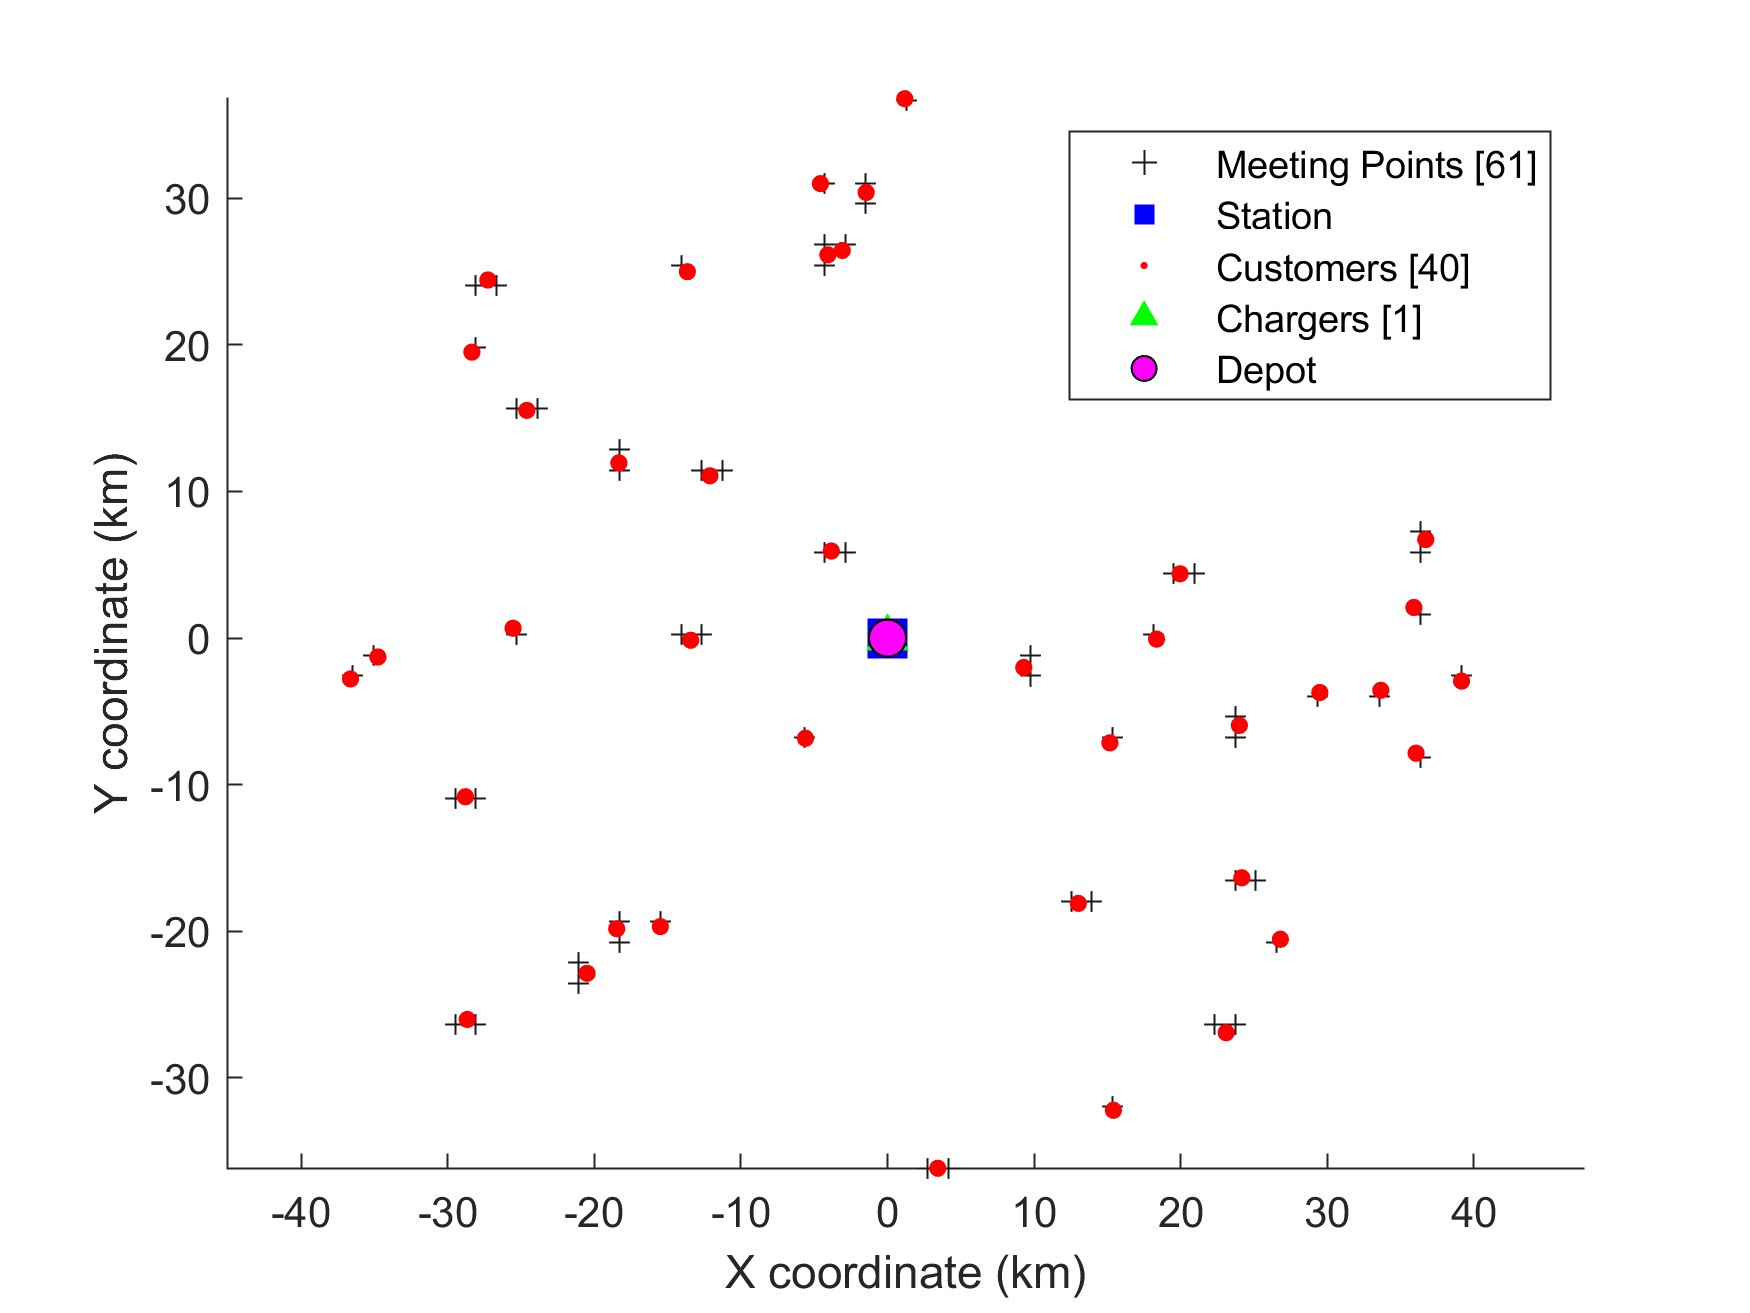 Meeting Points [61]
Station
Customers [40]
Chargers [1]
Depot
30
20
10
0
-10
-20
-30
Y coordinate (km)
-40 -30 -20 -10 0 10 20 30 40
X coordinate (km)